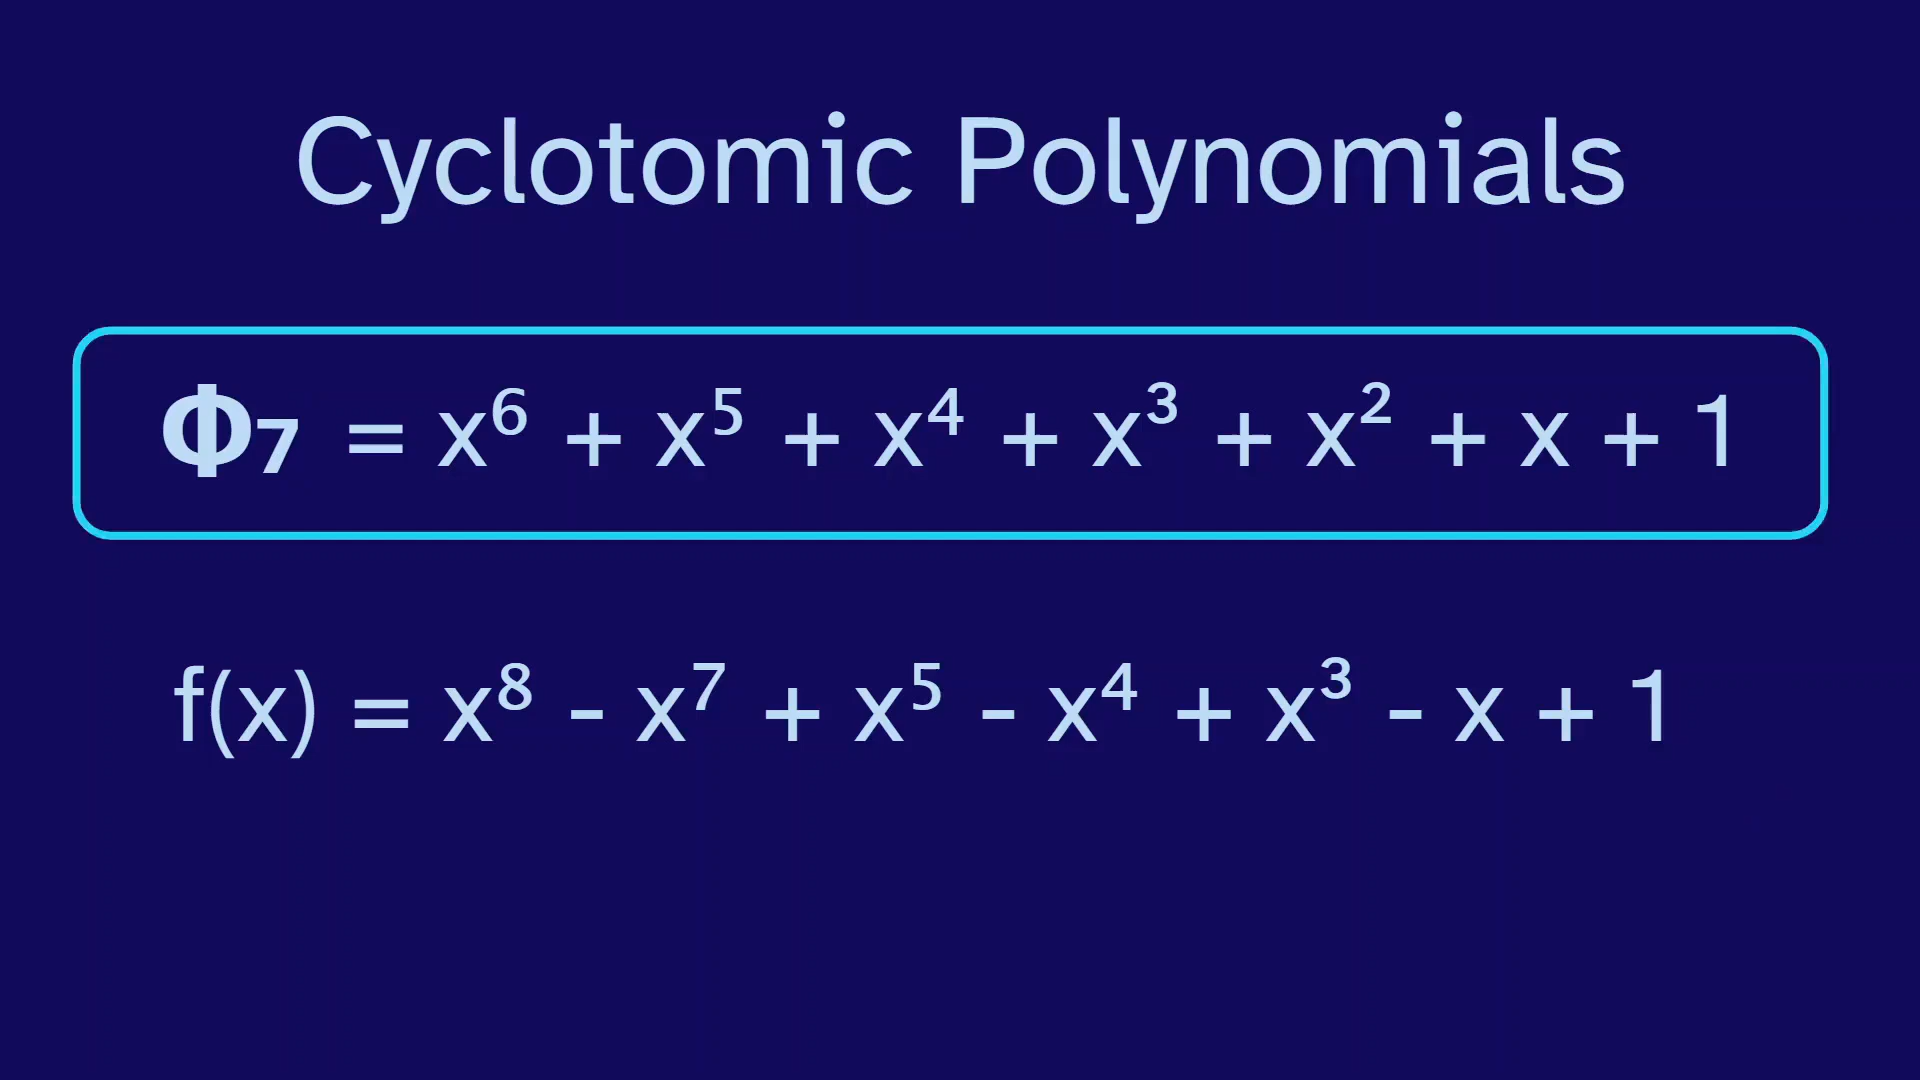 Cyclotomic Polynomials
Φ₇ = x⁶ + x⁵ + x⁴ + x³ + x² + x + 1
f(x) = x⁸ - x⁷ + x⁵ - x⁴ + x³ - x + 1